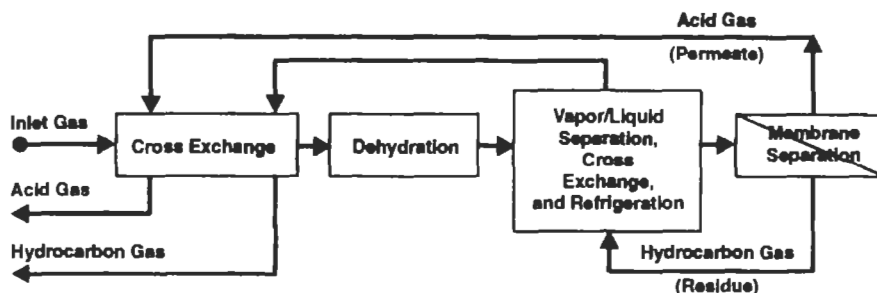 Acid Gas
(Permeate)
Inlet Gas
Cross Exchange
Dehydration
Vapor/Liquid
Separation,
Cross
Exchange,
and Refrigeration
Membrane
Separation
Acid Gas
Hydrocarbon Gas
Hydrocarbon Gas
(Residue)